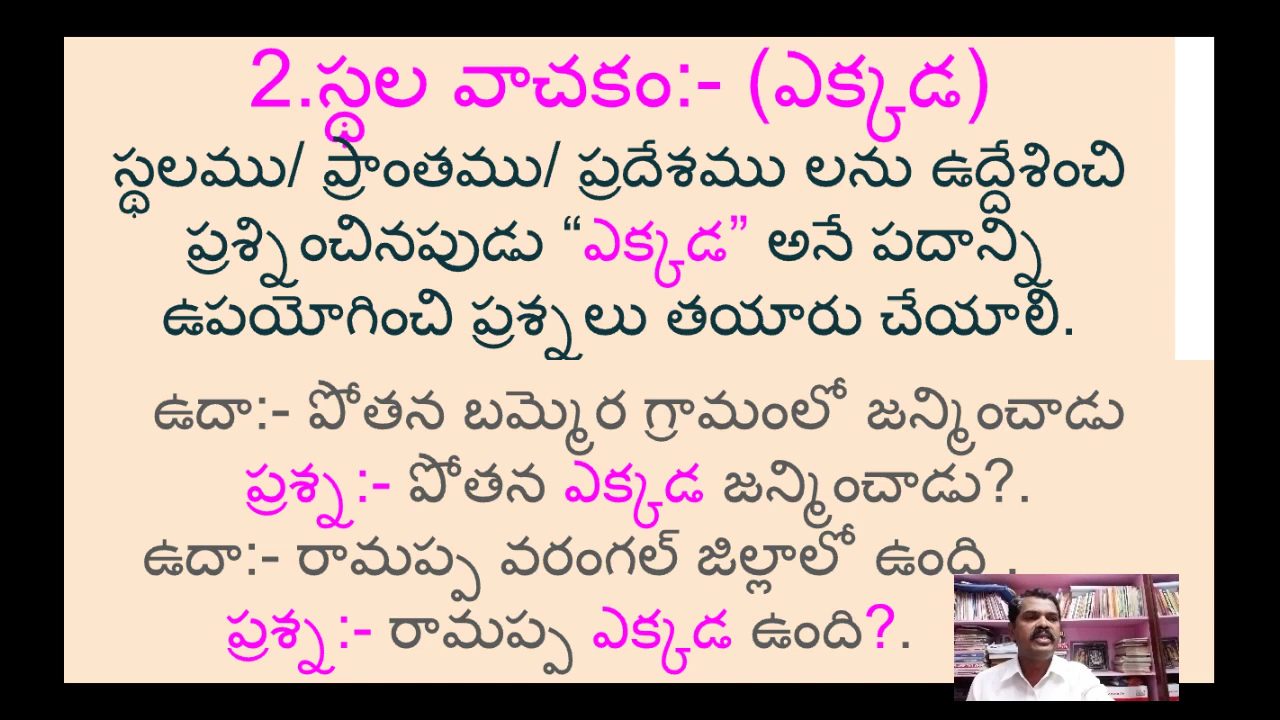 2.స్థల వాచకం:- (ఎక్కడ)
స్థలము/ ప్రాంతము/ ప్రదేశము లను ఉద్దేశించి
ప్రశ్నించినపుడు “ఎక్కడ” అనే పదాన్ని
ఉపయోగించి ప్రశ్నలు తయారు చేయాలి.
ఉదా:- పోతన బమ్మెర గ్రామంలో జన్మించాడు
ప్రశ్న:- పోతన ఎక్కడ జన్మించాడు?.
ఉదా:- రామప్ప వరంగల్ జిల్లాలో ఉంది .
ప్రశ్న:- రామప్ప ఎక్కడ ఉంది?.